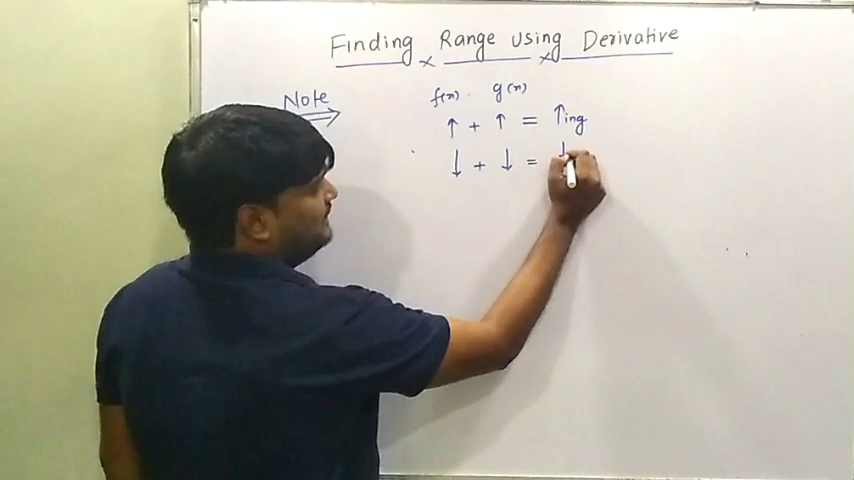 Finding Range using Derivative
Note
f(x) g(x)
↑ + ↑ = ↑ing
↓ + ↓ = ↓